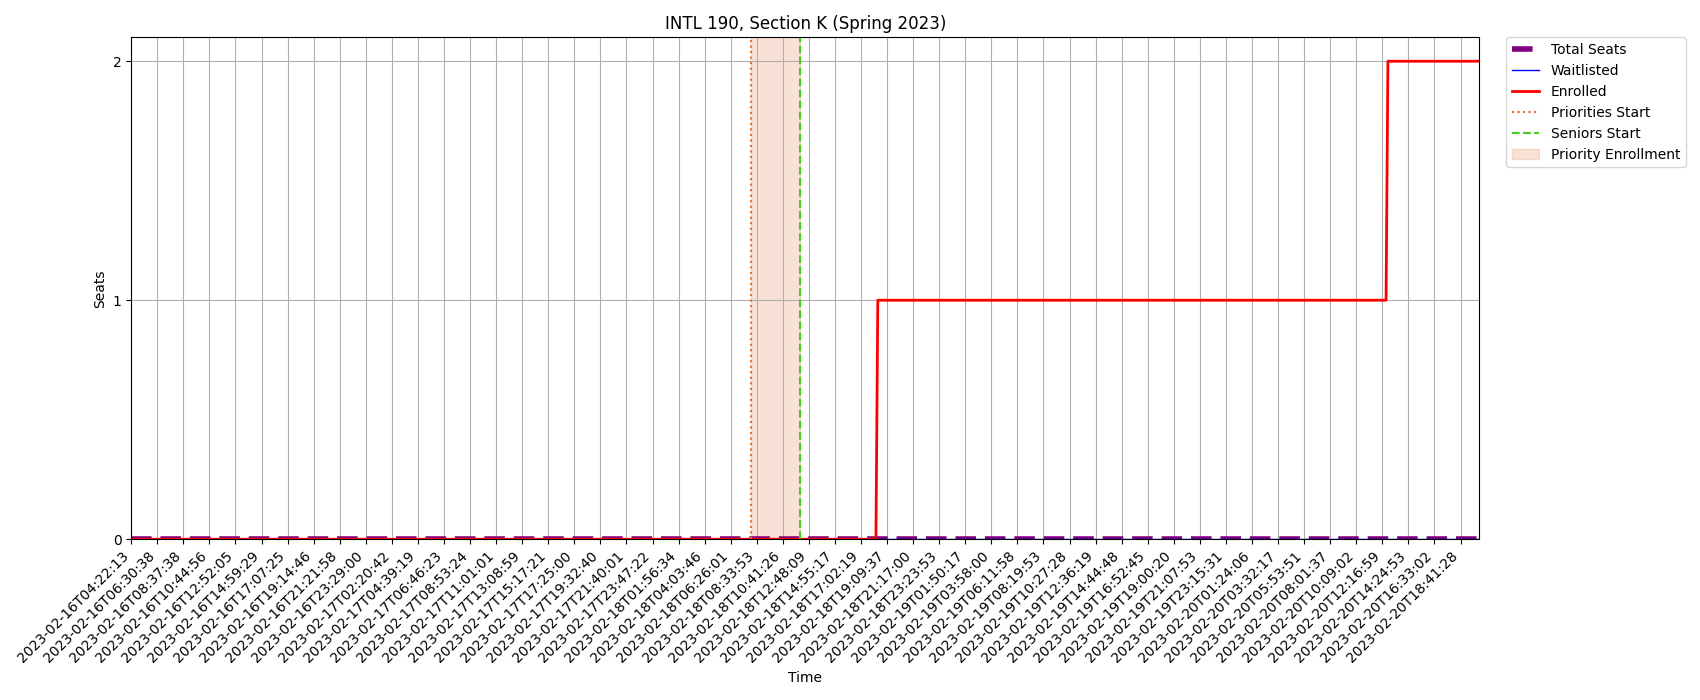 INTL 190, Section K (Spring 2023)
Total Seats
Waitlisted
Enrolled
Priorities Start
Seniors Start
Priority Enrollment
2
1
0
Seats
2023-02-16T04:22:13
2023-02-16T06:30:38
2023-02-16T08:37:38
2023-02-16T10:44:56
2023-02-16T12:52:05
2023-02-16T14:59:29
2023-02-16T17:07:25
2023-02-16T19:14:46
2023-02-16T21:21:58
2023-02-16T23:29:00
2023-02-17T02:20:42
2023-02-17T04:39:19
2023-02-17T06:46:23
2023-02-17T08:53:24
2023-02-17T11:01:01
2023-02-17T13:08:59
2023-02-17T15:17:21
2023-02-17T17:25:00
2023-02-17T19:32:40
2023-02-17T21:40:01
2023-02-17T23:47:22
2023-02-18T01:56:34
2023-02-18T04:03:46
2023-02-18T06:26:01
2023-02-18T08:33:53
2023-02-18T10:41:26
2023-02-18T12:48:09
2023-02-18T14:55:17
2023-02-18T17:02:19
2023-02-18T19:09:37
2023-02-18T21:17:00
2023-02-18T23:23:53
2023-02-19T01:50:17
2023-02-19T03:58:00
2023-02-19T06:11:58
2023-02-19T08:19:53
2023-02-19T10:27:28
2023-02-19T12:36:19
2023-02-19T14:44:48
2023-02-19T16:52:45
2023-02-19T19:00:20
2023-02-19T21:07:53
2023-02-19T23:15:31
2023-02-20T01:24:06
2023-02-20T03:32:17
2023-02-20T05:53:51
2023-02-20T08:01:37
2023-02-20T10:09:02
2023-02-20T12:16:59
2023-02-20T14:24:53
2023-02-20T16:33:02
2023-02-20T18:41:28
Time